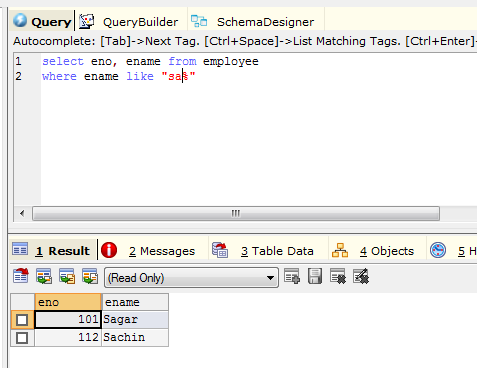 Query QueryBuilder SchemaDesigner
Autocomplete: [Tab]->Next Tag. [Ctrl+Space]->List Matching Tags. [Ctrl+Enter]-
1 select eno, ename from employee
2 where ename like "sa%"
1 Result 2 Messages 3 Table Data 4 Objects 5 H
(Read Only)
eno ename
101 Sagar
112 Sachin